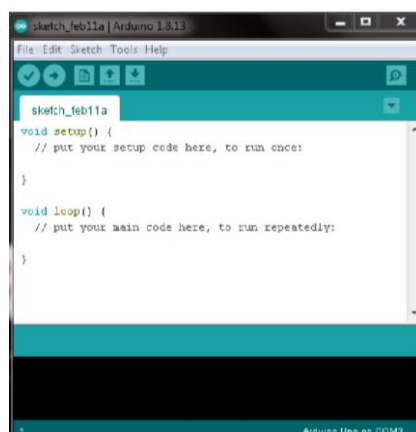 sketch_feb11a | Arduino 1.8.13
File Edit Sketch Tools Help
sketch_feb11a
void setup() {
// put your setup code here, to run once:
}
void loop() {
// put your main code here, to run repeatedly:
}
1
Arduino Uno on COM3